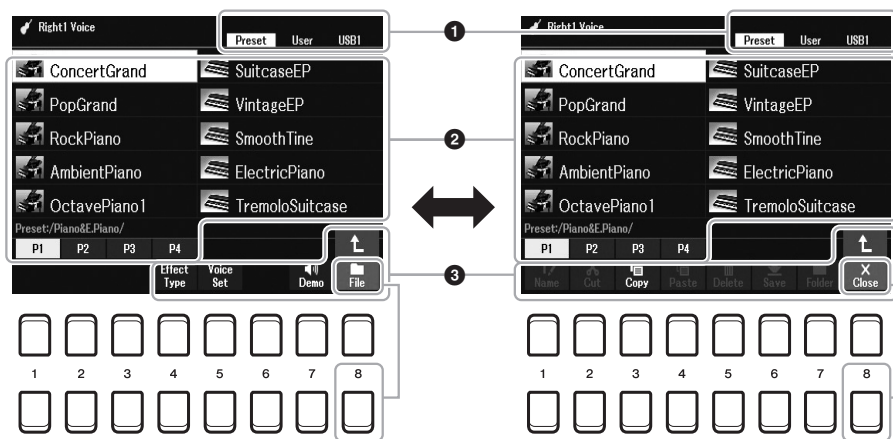 Right1 Voice
Preset User USB1
ConcertGrand SuitcaseEP
PopGrand VintageEP
RockPiano SmoothTine
AmbientPiano ElectricPiano
OctavePiano1 TremoloSuitcase
Preset:/Piano&E.Piano/
P1 P2 P3 P4
Effect Type Voice Set Demo File
1 2 3 4 5 6 7 8
1
2
3
Right1 Voice
Preset User USB1
ConcertGrand SuitcaseEP
PopGrand VintageEP
RockPiano SmoothTine
AmbientPiano ElectricPiano
OctavePiano1 TremoloSuitcase
Preset:/Piano&E.Piano/
P1 P2 P3 P4
Name Cut Copy Paste Delete Save Folder Close
1 2 3 4 5 6 7 8